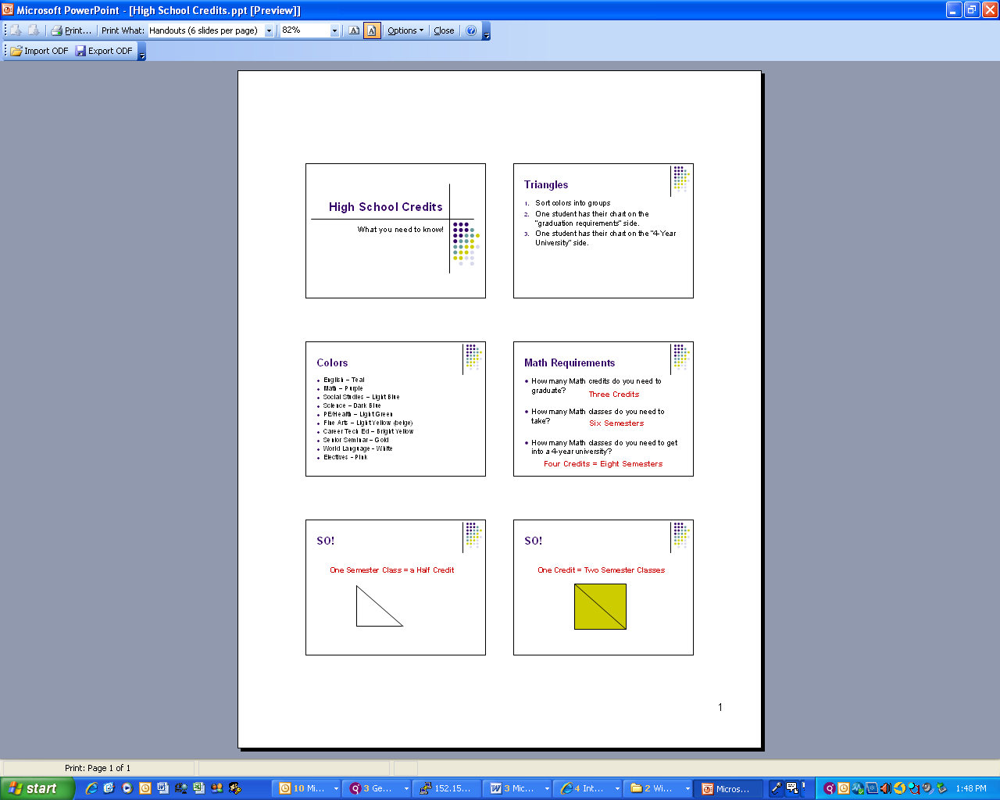 Microsoft PowerPoint - [High School Credits.ppt [Preview]]
Print... Print What: Handouts (6 slides per page) 82% Options Close
Import ODF Export ODF
High School Credits
What you need to know!
Triangles
1. Sort colors into groups
2. One student has their chart on the
"graduation requirements" side.
3. One student has their chart on the "4-Year
University" side.
Colors
English – Teal
Math – Purple
Social Studies – Light Blue
Science – Dark Blue
PE/Health – Light Green
Fine Arts – Light Yellow (beige)
Career Tech Ed – Bright Yellow
Senior Seminar – Gold
World Language - White
Electives - Pink
Math Requirements
How many Math credits do you need to
graduate?
Three Credits
How many Math classes do you need to
take?
Six Semesters
How many Math classes do you need to get
into a 4-year university?
Four Credits = Eight Semesters
SO!
One Semester Class = a Half Credit
SO!
One Credit = Two Semester Classes
1
Print: Page 1 of 1
start 10 Mi... 3 Ge... 152.15... 3 Mic... 4 Int... 2 Wi... Micros... 1:48 PM